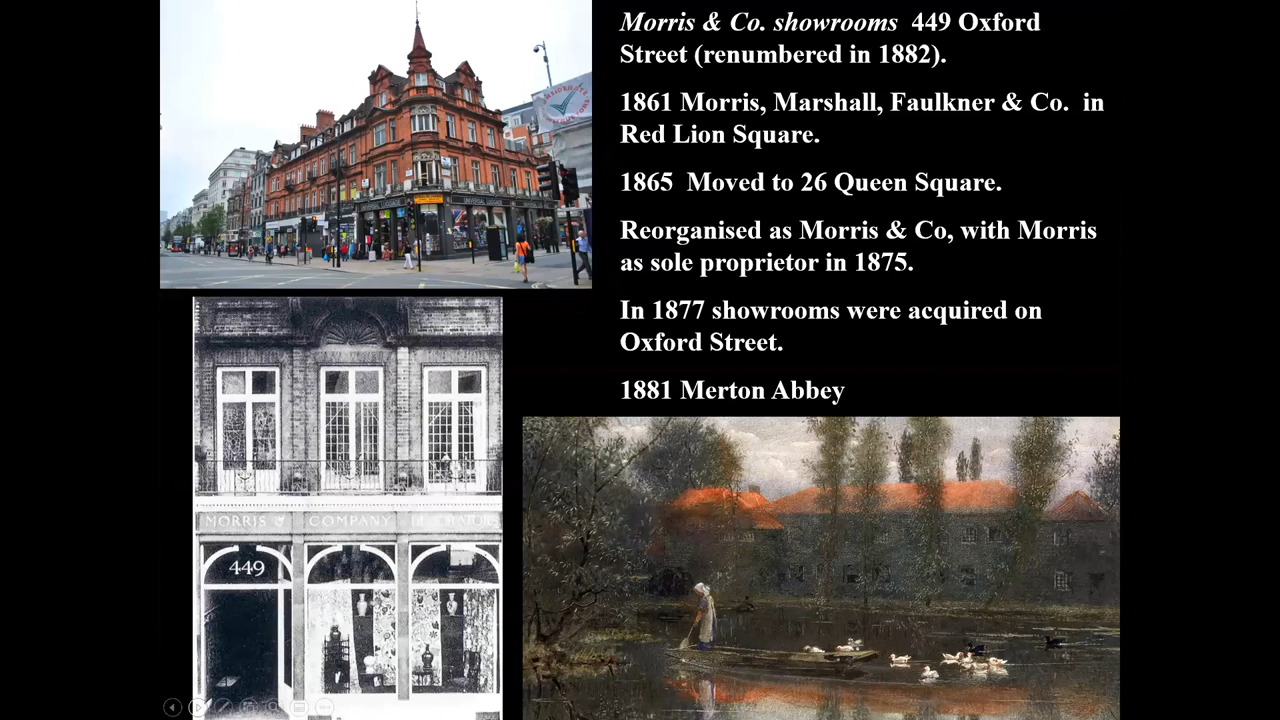 Morris & Co. showrooms 449 Oxford
Street (renumbered in 1882).
1861 Morris, Marshall, Faulkner & Co. in
Red Lion Square.
1865 Moved to 26 Queen Square.
Reorganised as Morris & Co, with Morris
as sole proprietor in 1875.
In 1877 showrooms were acquired on
Oxford Street.
1881 Merton Abbey
UNIVERSAL LUGGAGE
MORRIS & COMPANY
449